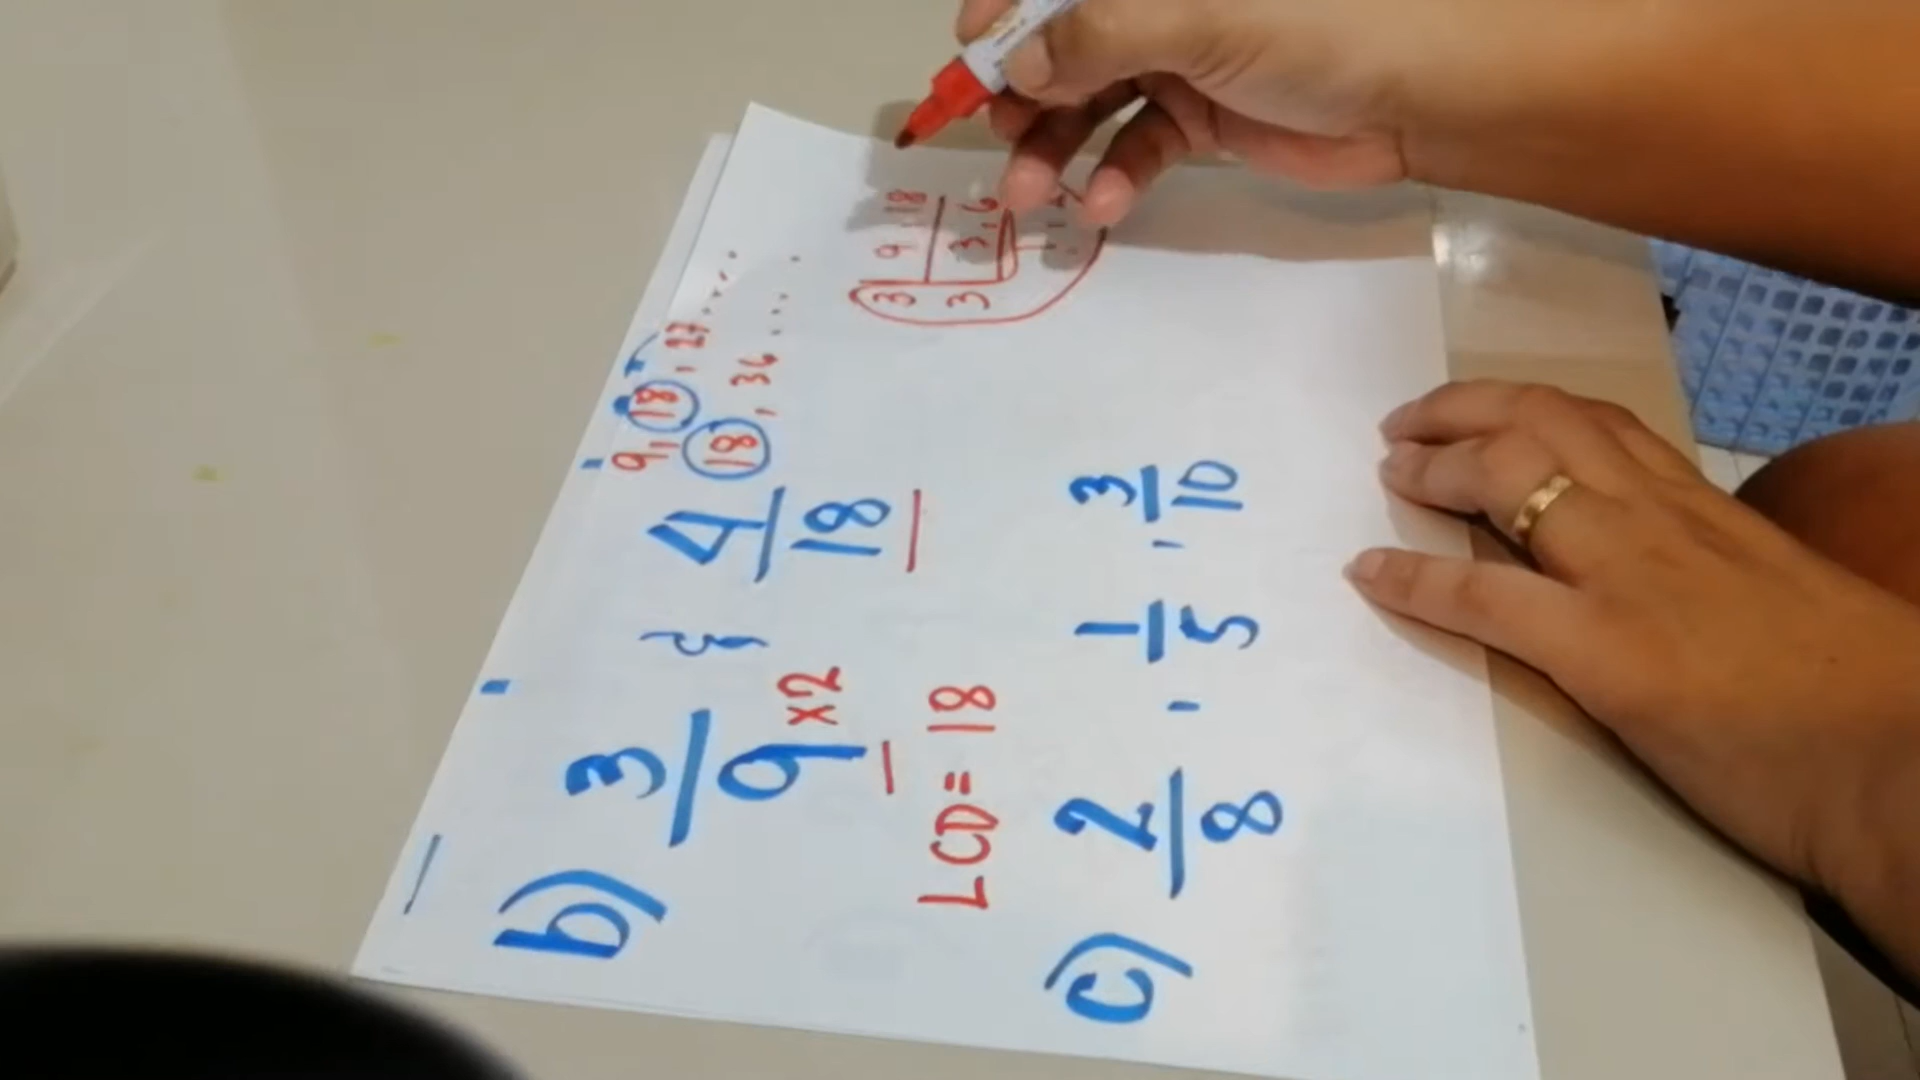 9, 18, 27 .....
18, 36 ....
b) 3/9 x2 & 4/18
LCD = 18
3 | 9, 18
3 | 3, 6
c) 2/8 , 1/5 , 3/10